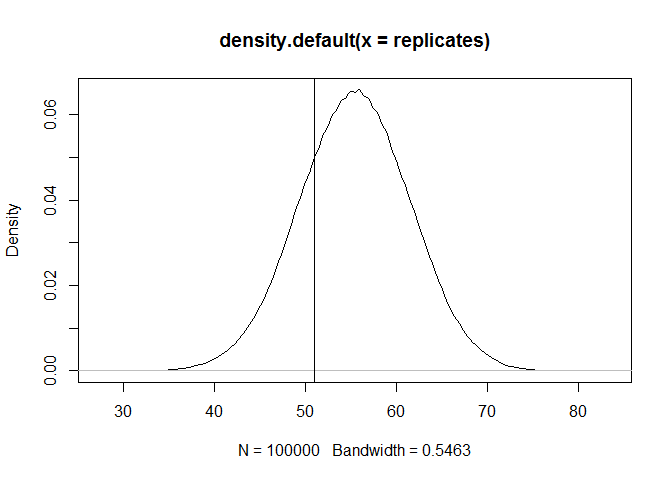 density.default(x = replicates)
Density
0.00
0.02
0.04
0.06
30 40 50 60 70 80
N = 100000 Bandwidth = 0.5463